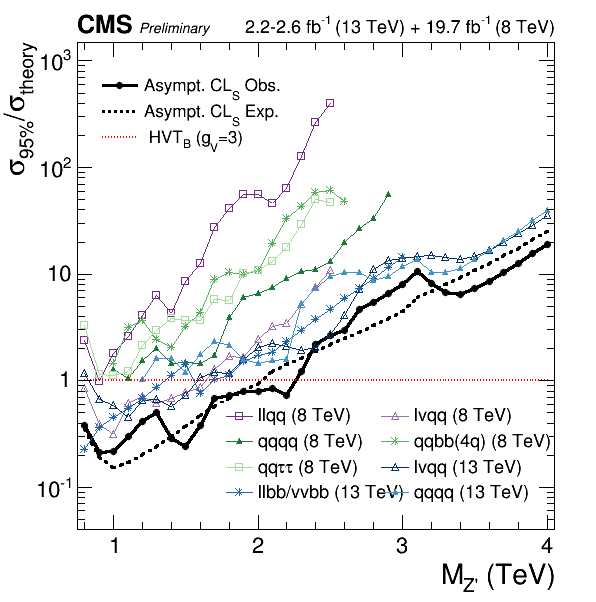 CMS Preliminary 2.2-2.6 fb⁻¹ (13 TeV) + 19.7 fb⁻¹ (8 TeV)
σ95%/σtheory
10³
10²
10
1
10⁻¹
Asympt. CLS Obs.
Asympt. CLS Exp.
HVTB (gV=3)
llqq (8 TeV)
lνqq (8 TeV)
qqqq (8 TeV)
qqbb(4q) (8 TeV)
qqττ (8 TeV)
lνqq (13 TeV)
llbb/ννbb (13 TeV)
qqqq (13 TeV)
1 2 3 4
MZ' (TeV)